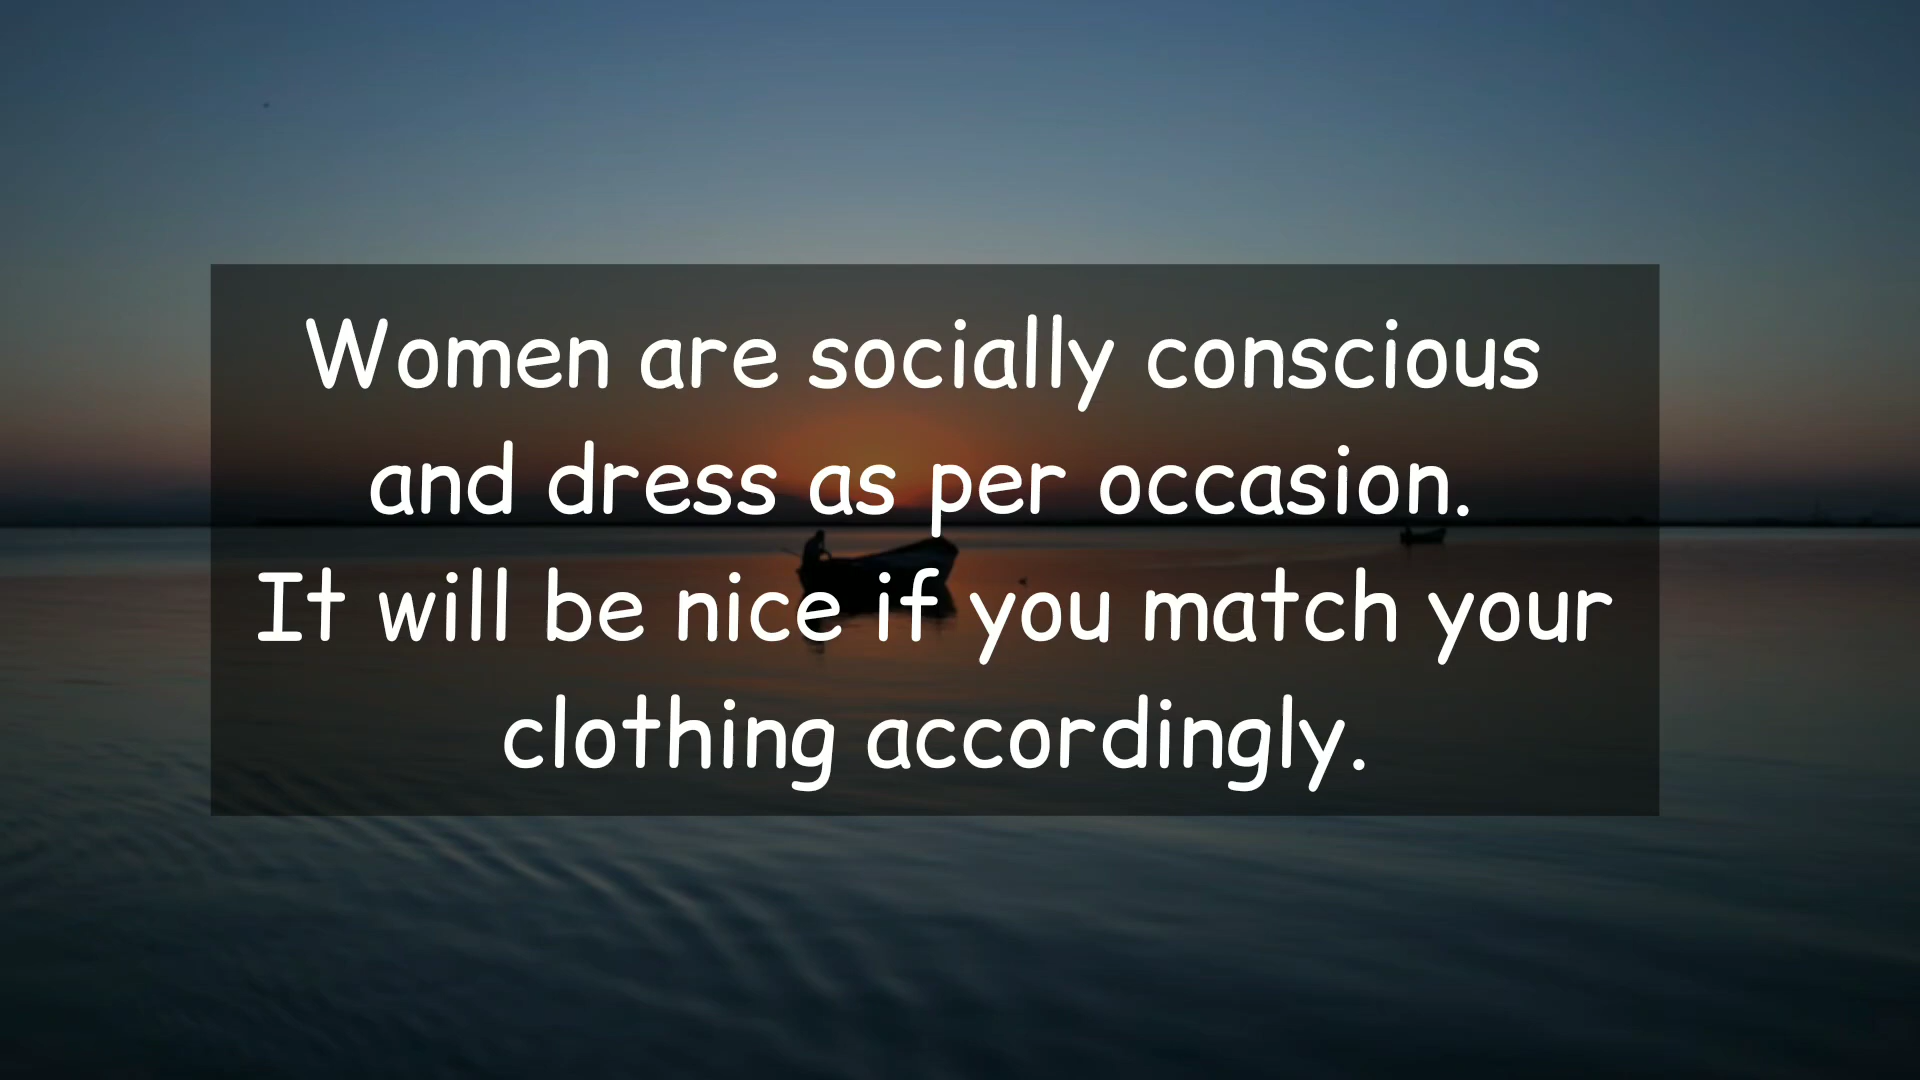 Women are socially conscious
and dress as per occasion.
It will be nice if you match your
clothing accordingly.